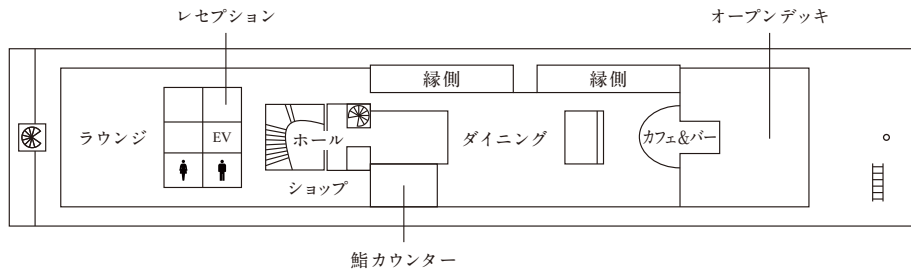 レセプション
オープンデッキ
縁側
縁側
ラウンジ
EV
ホール
ダイニング
カフェ&バー
ショップ
鮨カウンター